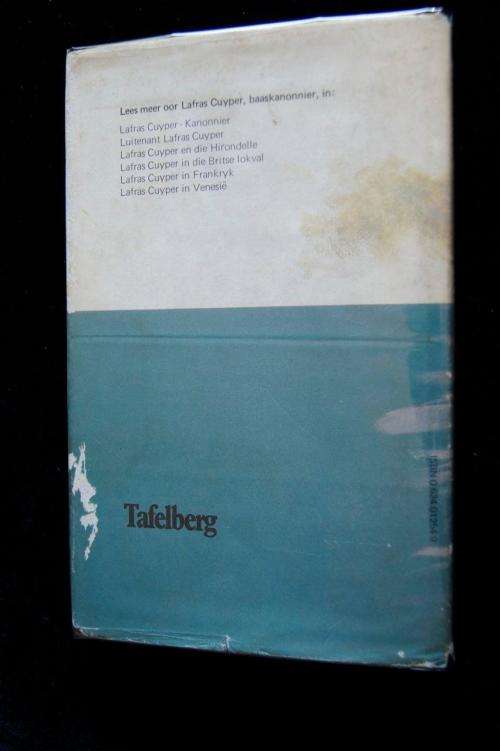 Lees meer oor Lafras Cuyper, baaskanonnier, in:
Lafras Cuyper - Kanonnier
Luitenant Lafras Cuyper
Lafras Cuyper en die Hirondelle
Lafras Cuyper in die Britse lokval
Lafras Cuyper in Frankryk
Lafras Cuyper in Venesië
Tafelberg
ISBN